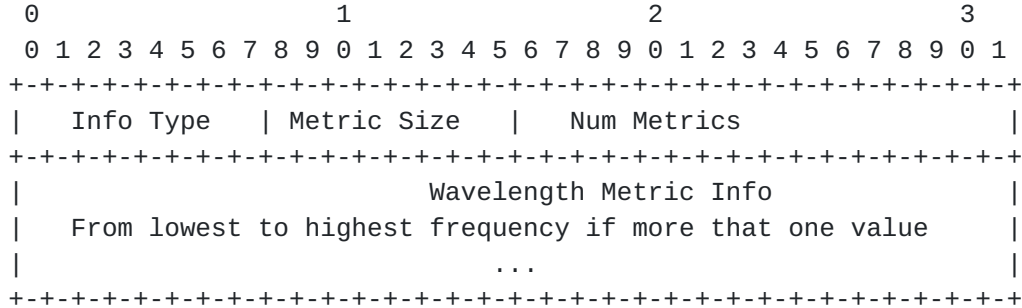 0                   1                   2                   3
0 1 2 3 4 5 6 7 8 9 0 1 2 3 4 5 6 7 8 9 0 1 2 3 4 5 6 7 8 9 0 1
+-+-+-+-+-+-+-+-+-+-+-+-+-+-+-+-+-+-+-+-+-+-+-+-+-+-+-+-+-+-+-+-+
|   Info Type   | Metric Size   |   Num Metrics                 |
+-+-+-+-+-+-+-+-+-+-+-+-+-+-+-+-+-+-+-+-+-+-+-+-+-+-+-+-+-+-+-+-+
|                          Wavelength Metric Info               |
|   From lowest to highest frequency if more that one value     |
|                              ...                              |
+-+-+-+-+-+-+-+-+-+-+-+-+-+-+-+-+-+-+-+-+-+-+-+-+-+-+-+-+-+-+-+-+